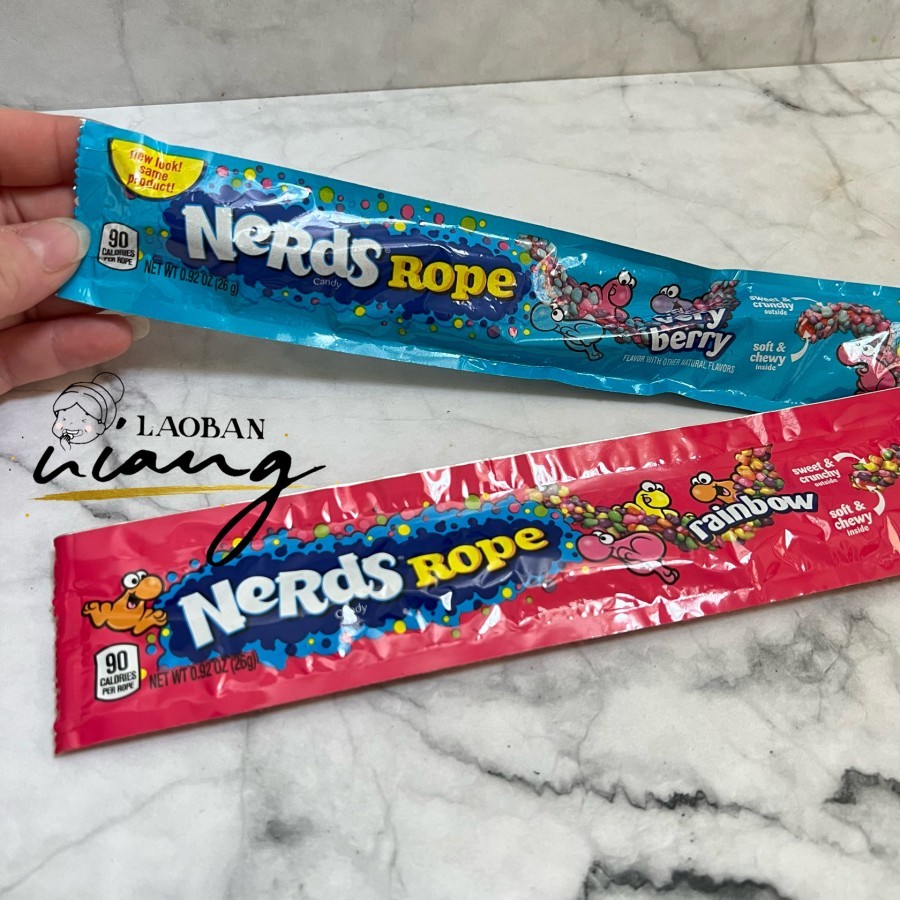 new look!
same
product!
90
CALORIES
PER ROPE
NET WT 0.92 OZ (26 g)
NeRds
Candy
Rope
very
berry
FLAVOR WITH OTHER NATURAL FLAVORS
sweet &
crunchy
outside
soft &
chewy
inside
LAOBAN
niang
NeRds
Candy
Rope
rainbow
sweet &
crunchy
outside
soft &
chewy
inside
90
CALORIES
PER ROPE
NET WT 0.92 OZ (26g)